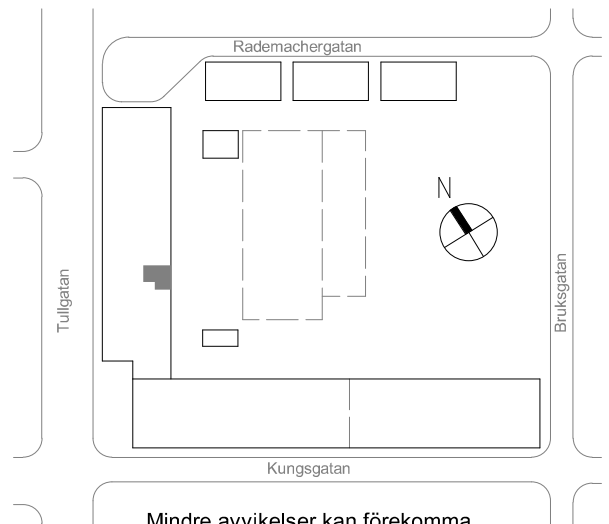 Rademachergatan
N
Tullgatan
Bruksgatan
Kungsgatan
Mindre avvikelser kan förekomma